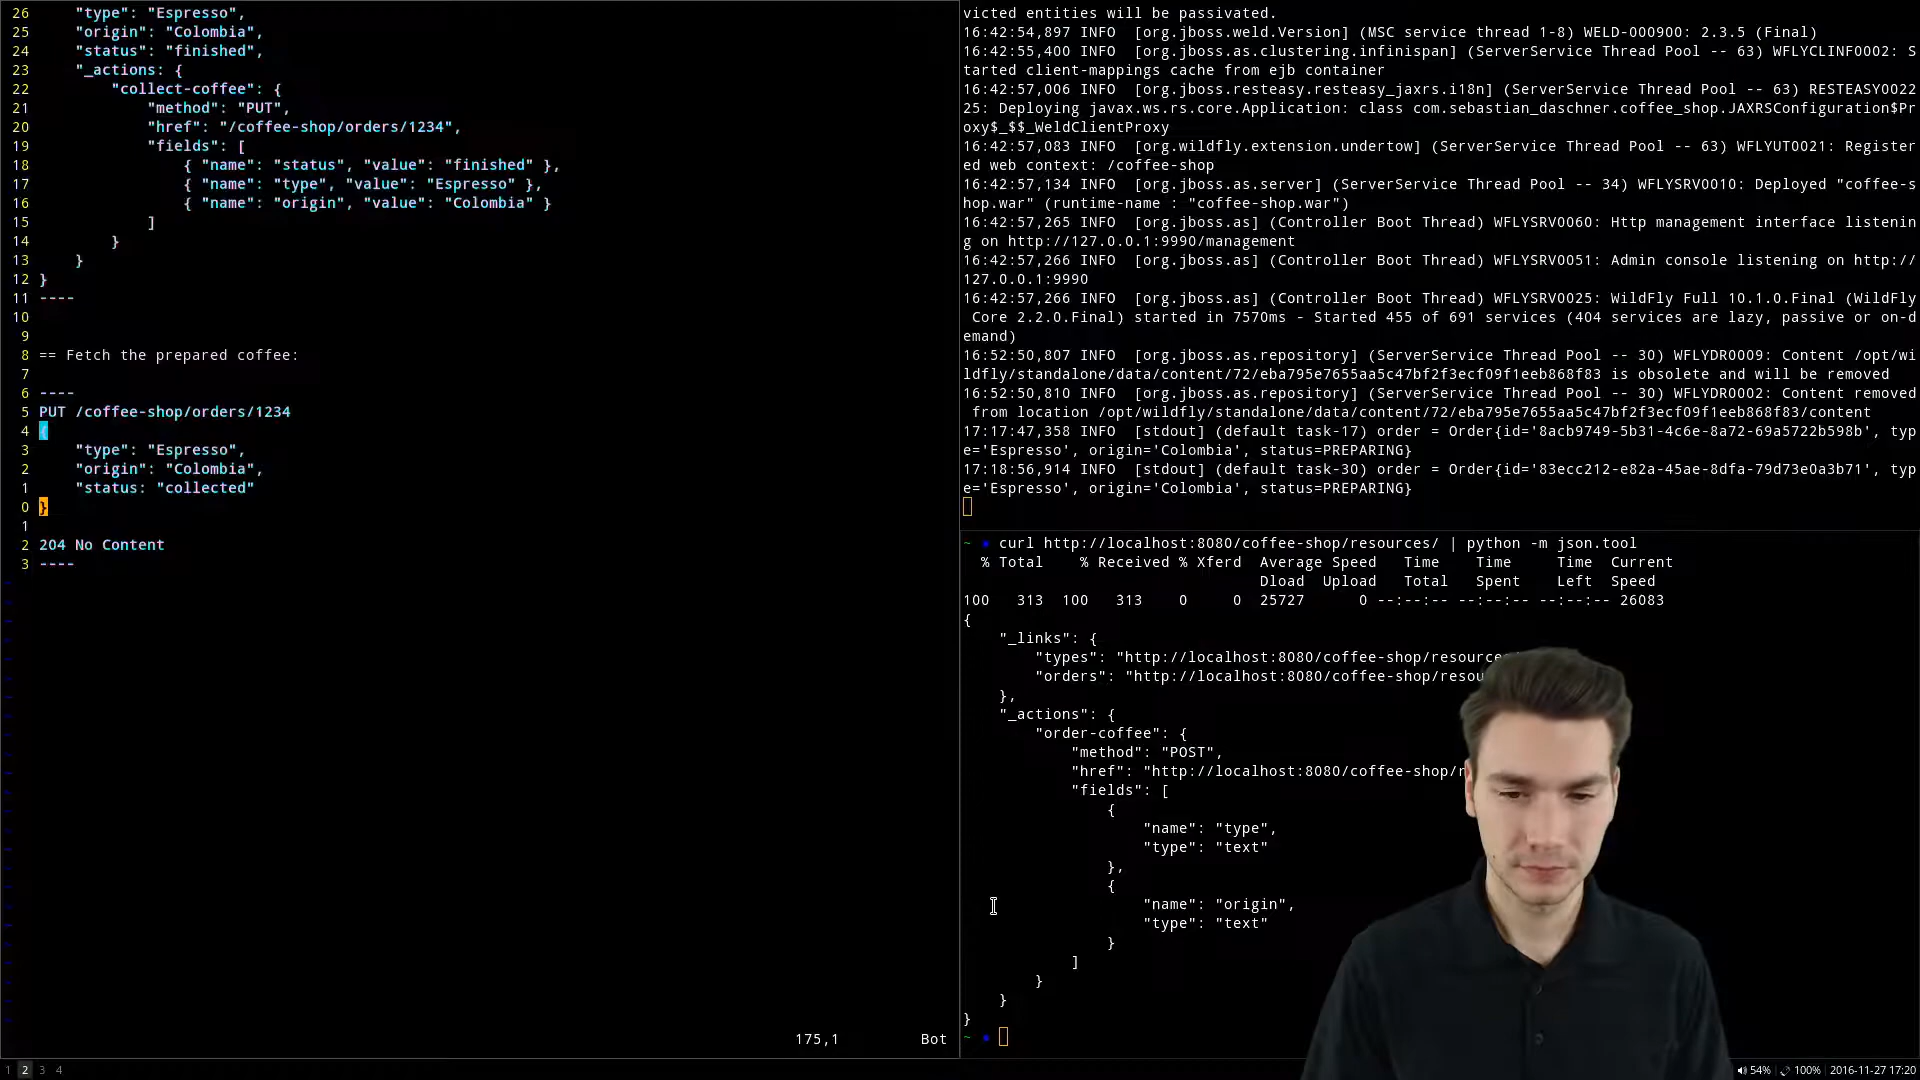 26     "type": "Espresso",
25     "origin": "Colombia",
24     "status": "finished",
23     "_actions: {
22         "collect-coffee": {
21             "method": "PUT",
20             "href": "/coffee-shop/orders/1234",
19             "fields": [
18                 { "name": "status", "value": "finished" },
17                 { "name": "type", "value": "Espresso" },
16                 { "name": "origin", "value": "Colombia" }
15             ]
14         }
13     }
12 }
11 ----
10
9
8 == Fetch the prepared coffee:
7
6 ----
5 PUT /coffee-shop/orders/1234
4 {
3     "type": "Espresso",
2     "origin": "Colombia",
1     "status: "collected"
0 }
1
2 204 No Content
3 ----
175,1         Bot
victed entities will be passivated.
16:42:54,897 INFO  [org.jboss.weld.Version] (MSC service thread 1-8) WELD-000900: 2.3.5 (Final)
16:42:55,400 INFO  [org.jboss.as.clustering.infinispan] (ServerService Thread Pool -- 63) WFLYCLINF0002: S
tarted client-mappings cache from ejb container
16:42:57,006 INFO  [org.jboss.resteasy.resteasy_jaxrs.i18n] (ServerService Thread Pool -- 63) RESTEASY0022
25: Deploying javax.ws.rs.core.Application: class com.sebastian_daschner.coffee_shop.JAXRSConfiguration$Pr
oxy$_$$_WeldClientProxy
16:42:57,083 INFO  [org.wildfly.extension.undertow] (ServerService Thread Pool -- 63) WFLYUT0021: Register
ed web context: /coffee-shop
16:42:57,134 INFO  [org.jboss.as.server] (ServerService Thread Pool -- 34) WFLYSRV0010: Deployed "coffee-s
hop.war" (runtime-name : "coffee-shop.war")
16:42:57,265 INFO  [org.jboss.as] (Controller Boot Thread) WFLYSRV0060: Http management interface listenin
g on http://127.0.0.1:9990/management
16:42:57,266 INFO  [org.jboss.as] (Controller Boot Thread) WFLYSRV0051: Admin console listening on http://
127.0.0.1:9990
16:42:57,266 INFO  [org.jboss.as] (Controller Boot Thread) WFLYSRV0025: WildFly Full 10.1.0.Final (WildFly
 Core 2.2.0.Final) started in 7570ms - Started 455 of 691 services (404 services are lazy, passive or on-d
emand)
16:52:50,807 INFO  [org.jboss.as.repository] (ServerService Thread Pool -- 30) WFLYDR0009: Content /opt/wi
ldfly/standalone/data/content/72/eba795e7655aa5c47bf2f3ecf09f1eeb868f83 is obsolete and will be removed
16:52:50,810 INFO  [org.jboss.as.repository] (ServerService Thread Pool -- 30) WFLYDR0002: Content removed
 from location /opt/wildfly/standalone/data/content/72/eba795e7655aa5c47bf2f3ecf09f1eeb868f83/content
17:17:47,358 INFO  [stdout] (default task-17) order = Order{id='8acb9749-5b31-4c6e-8a72-69a5722b598b', typ
e='Espresso', origin='Colombia', status=PREPARING}
17:18:56,914 INFO  [stdout] (default task-30) order = Order{id='83ecc212-e82a-45ae-8dfa-79d73e0a3b71', typ
e='Espresso', origin='Colombia', status=PREPARING}
~ curl http://localhost:8080/coffee-shop/resources/ | python -m json.tool
  % Total    % Received % Xferd  Average Speed   Time    Time     Time  Current
                                 Dload  Upload   Total   Spent    Left  Speed
100   313  100   313    0     0  25727      0 --:--:-- --:--:-- --:--:-- 26083
{
    "_links": {
        "types": "http://localhost:8080/coffee-shop/resources
        "orders": "http://localhost:8080/coffee-shop/resou
    },
    "_actions": {
        "order-coffee": {
            "method": "POST",
            "href": "http://localhost:8080/coffee-shop/r
            "fields": [
                {
                    "name": "type",
                    "type": "text"
                },
                {
                    "name": "origin",
                    "type": "text"
                }
            ]
        }
    }
}
~
1 2 3 4
54% 100% 2016-11-27 17:20